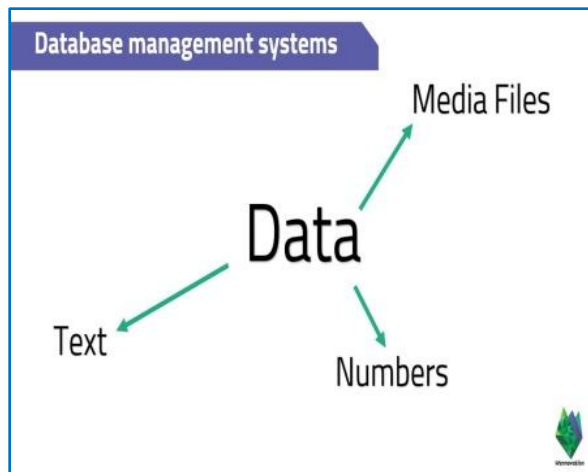 Database management systems
Media Files
Data
Text
Numbers